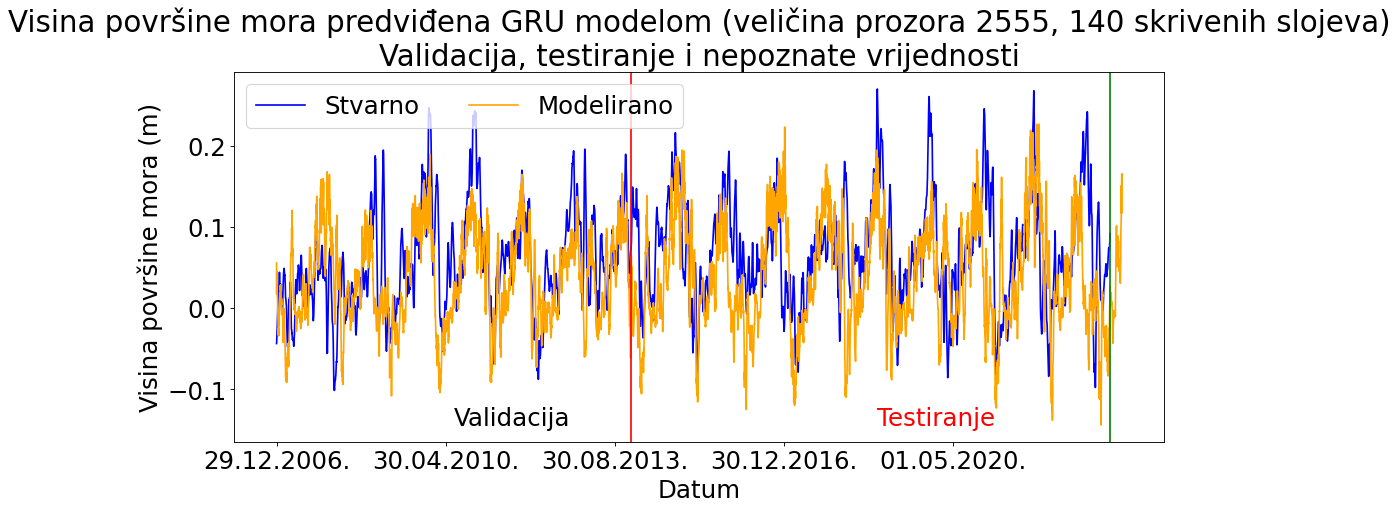 Visina površine mora predviđena GRU modelom (veličina prozora 2555, 140 skrivenih slojeva)
Validacija, testiranje i nepoznate vrijednosti
Stvarno
Modelirano
Visina površine mora (m)
0.2
0.1
0.0
−0.1
Validacija
Testiranje
29.12.2006.
30.04.2010.
30.08.2013.
30.12.2016.
01.05.2020.
Datum